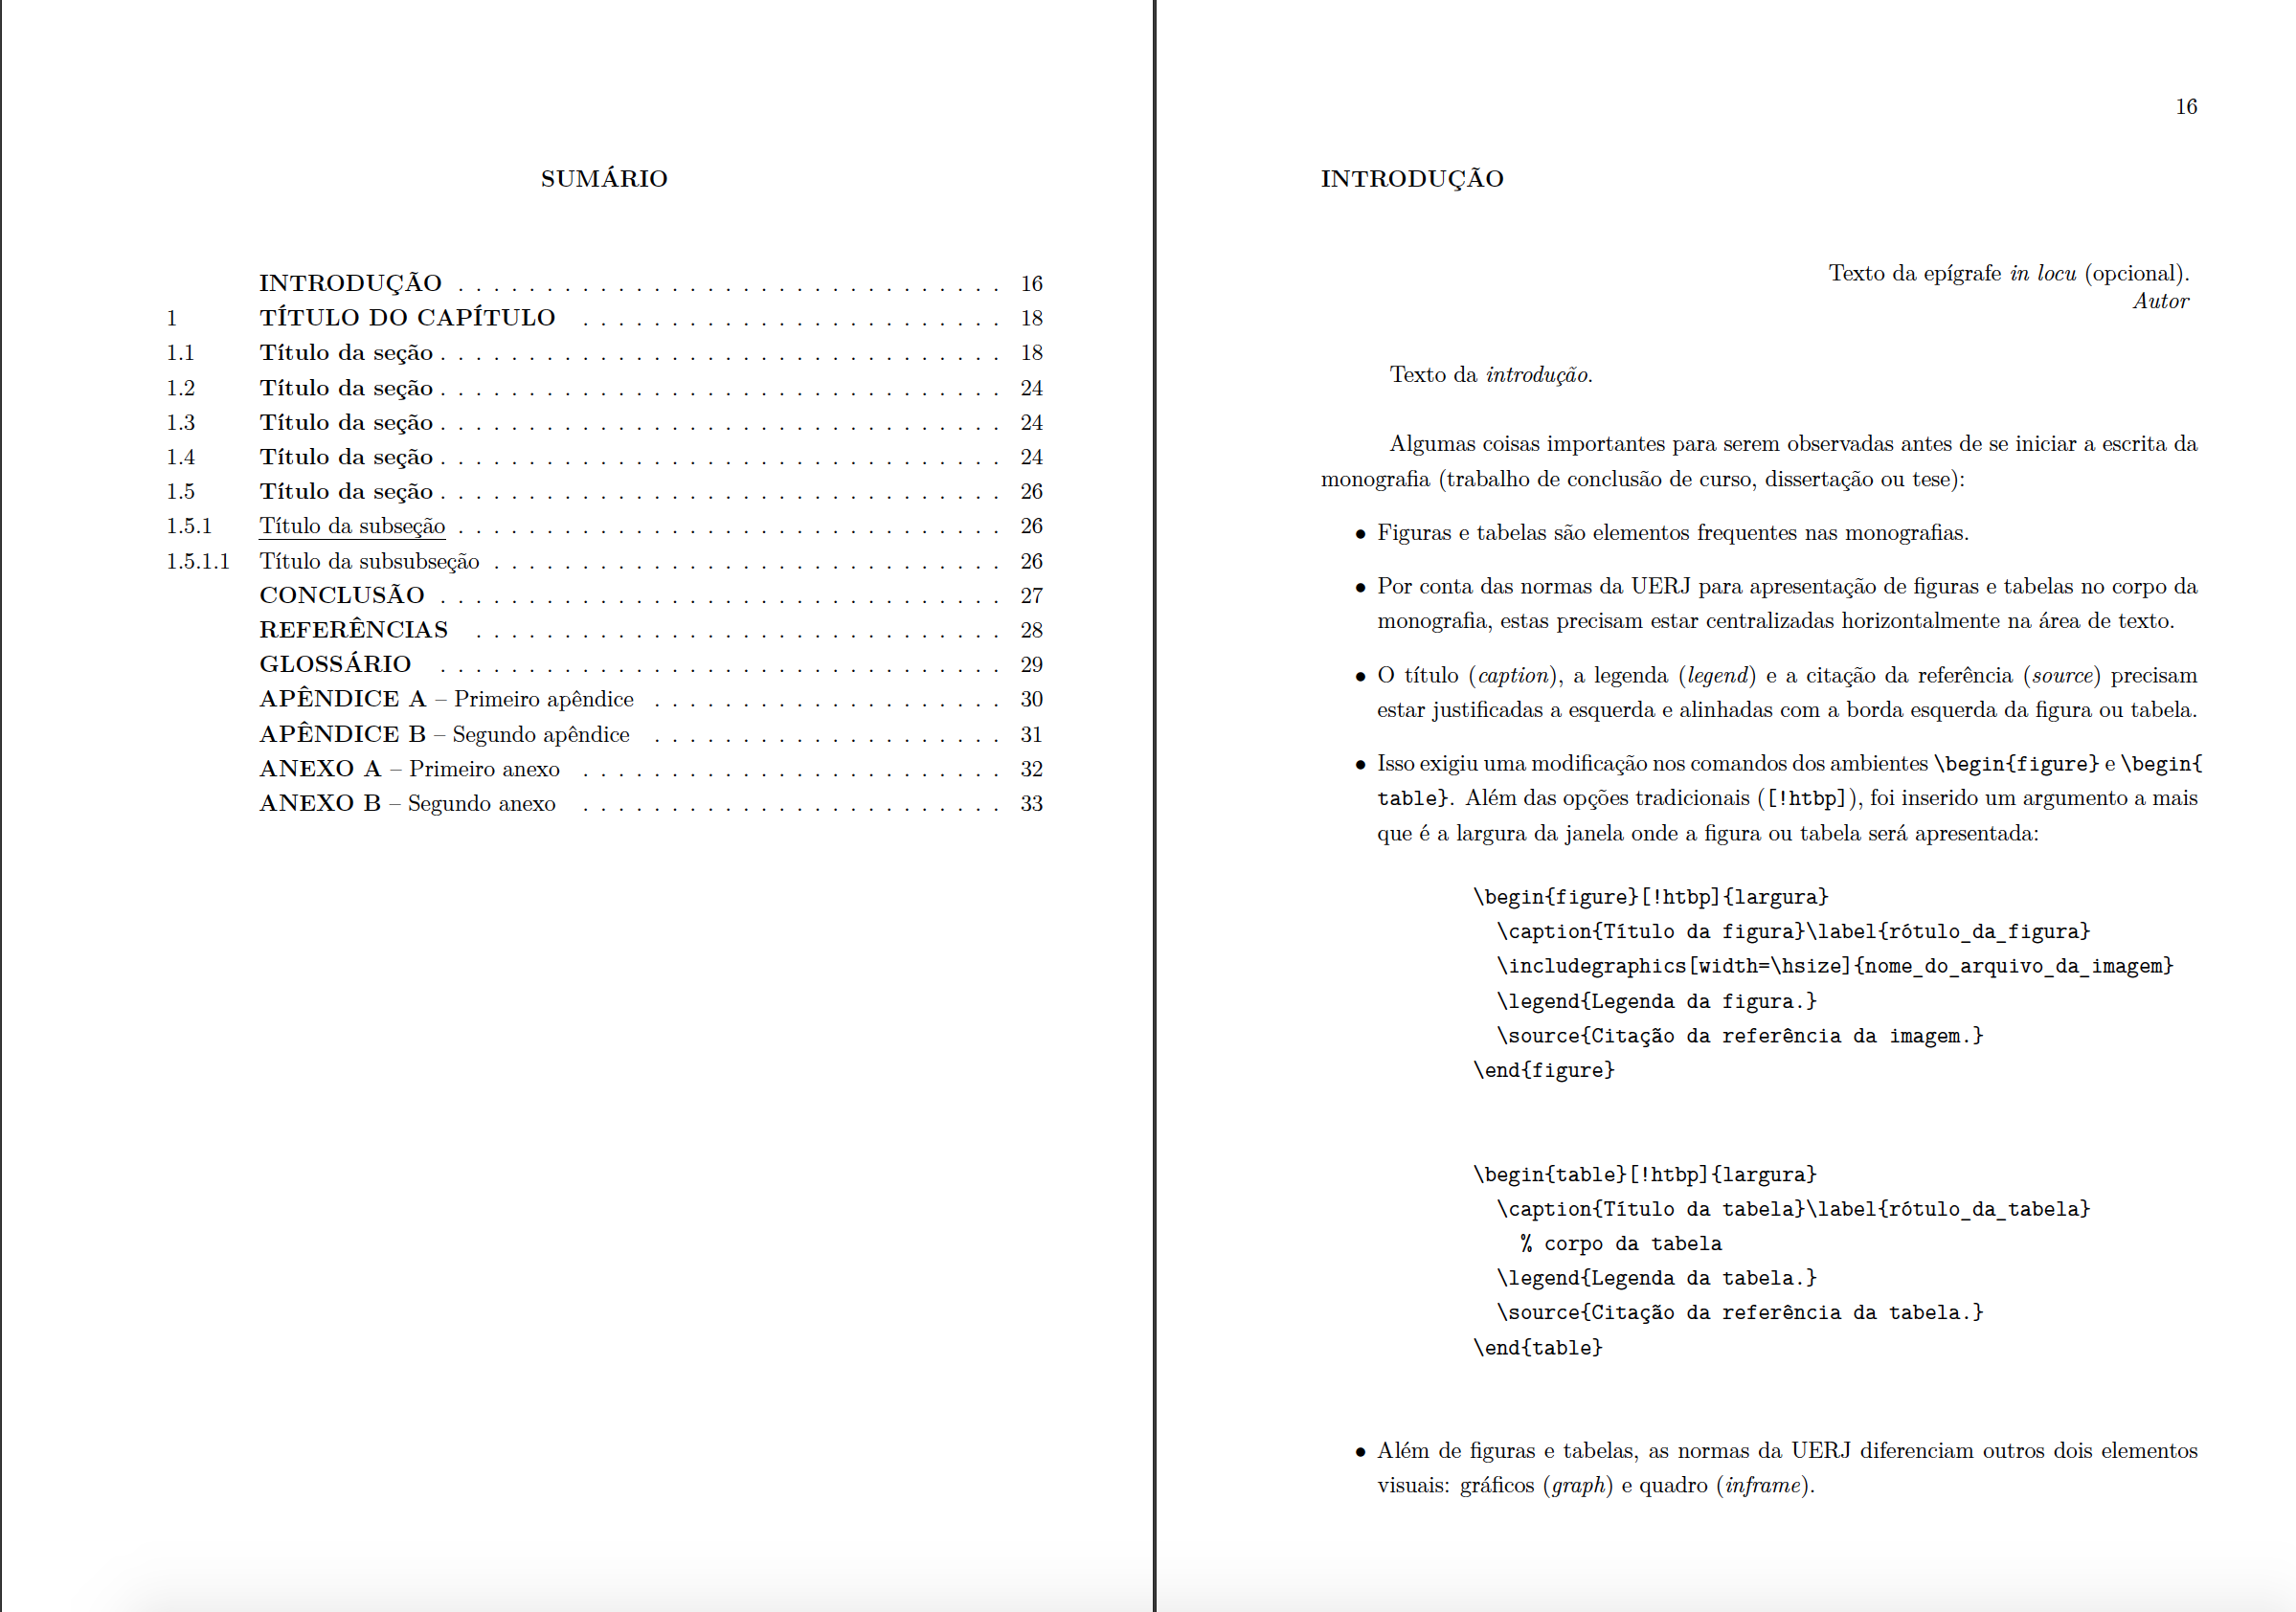 SUMÁRIO
INTRODUÇÃO . . . . . . . . . . . . . . . . . . . . . . . . . . . . . . . 16
1 TÍTULO DO CAPÍTULO . . . . . . . . . . . . . . . . . . . . . . . . 18
1.1 Título da seção . . . . . . . . . . . . . . . . . . . . . . . . . . . . . . . . 18
1.2 Título da seção . . . . . . . . . . . . . . . . . . . . . . . . . . . . . . . . 24
1.3 Título da seção . . . . . . . . . . . . . . . . . . . . . . . . . . . . . . . . 24
1.4 Título da seção . . . . . . . . . . . . . . . . . . . . . . . . . . . . . . . . 24
1.5 Título da seção . . . . . . . . . . . . . . . . . . . . . . . . . . . . . . . . 26
1.5.1 Título da subseção . . . . . . . . . . . . . . . . . . . . . . . . . . . . . . . 26
1.5.1.1 Título da subsubseção . . . . . . . . . . . . . . . . . . . . . . . . . . . . . 26
CONCLUSÃO . . . . . . . . . . . . . . . . . . . . . . . . . . . . . . . . 27
REFERÊNCIAS . . . . . . . . . . . . . . . . . . . . . . . . . . . . . . 28
GLOSSÁRIO . . . . . . . . . . . . . . . . . . . . . . . . . . . . . . . . 29
APÊNDICE A – Primeiro apêndice . . . . . . . . . . . . . . . . . . . . 30
APÊNDICE B – Segundo apêndice . . . . . . . . . . . . . . . . . . . . 31
ANEXO A – Primeiro anexo . . . . . . . . . . . . . . . . . . . . . . . . 32
ANEXO B – Segundo anexo . . . . . . . . . . . . . . . . . . . . . . . . 33
16
INTRODUÇÃO
Texto da epígrafe in locu (opcional).
Autor
Texto da introdução.
Algumas coisas importantes para serem observadas antes de se iniciar a escrita da
monografia (trabalho de conclusão de curso, dissertação ou tese):
• Figuras e tabelas são elementos frequentes nas monografias.
• Por conta das normas da UERJ para apresentação de figuras e tabelas no corpo da
monografia, estas precisam estar centralizadas horizontalmente na área de texto.
• O título (caption), a legenda (legend) e a citação da referência (source) precisam
estar justificadas a esquerda e alinhadas com a borda esquerda da figura ou tabela.
• Isso exigiu uma modificação nos comandos dos ambientes \begin{figure} e \begin{
table}. Além das opções tradicionais ([!htbp]), foi inserido um argumento a mais
que é a largura da janela onde a figura ou tabela será apresentada:
\begin{figure}[!htbp]{largura}
\caption{Título da figura}\label{rótulo_da_figura}
\includegraphics[width=\hsize]{nome_do_arquivo_da_imagem}
\legend{Legenda da figura.}
\source{Citação da referência da imagem.}
\end{figure}
\begin{table}[!htbp]{largura}
\caption{Título da tabela}\label{rótulo_da_tabela}
% corpo da tabela
\legend{Legenda da tabela.}
\source{Citação da referência da tabela.}
\end{table}
• Além de figuras e tabelas, as normas da UERJ diferenciam outros dois elementos
visuais: gráficos (graph) e quadro (inframe).